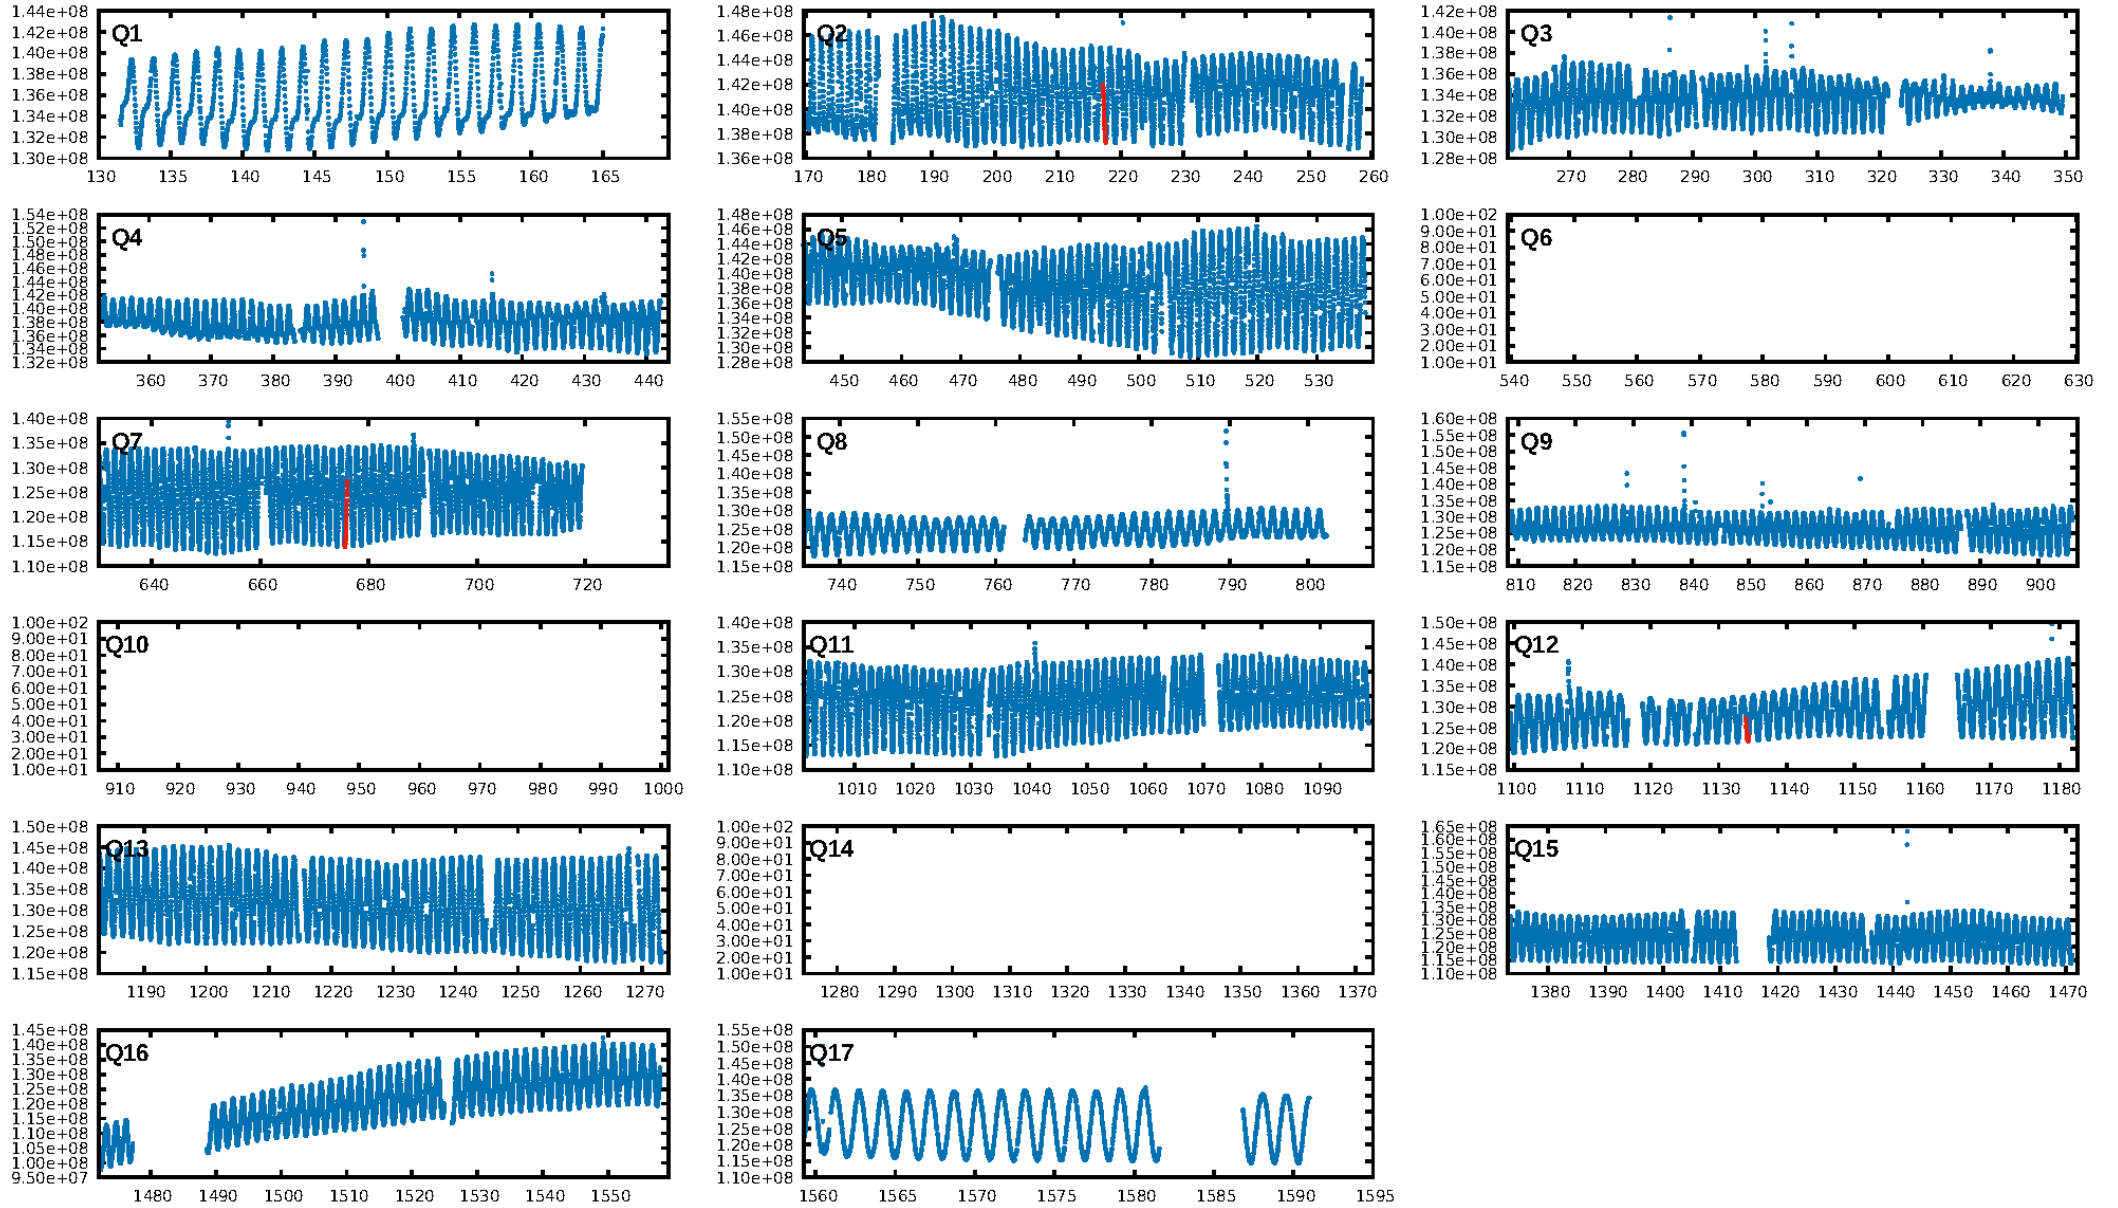 1.44e+08
1.42e+08
1.40e+08
1.38e+08
1.36e+08
1.34e+08
1.32e+08
1.30e+08
Q1
130 135 140 145 150 155 160 165
1.48e+08
1.46e+08
1.44e+08
1.42e+08
1.40e+08
1.38e+08
1.36e+08
Q2
170 180 190 200 210 220 230 240 250 260
1.42e+08
1.40e+08
1.38e+08
1.36e+08
1.34e+08
1.32e+08
1.30e+08
1.28e+08
Q3
270 280 290 300 310 320 330 340 350
1.54e+08
1.52e+08
1.50e+08
1.48e+08
1.46e+08
1.44e+08
1.42e+08
1.40e+08
1.38e+08
1.36e+08
1.34e+08
1.32e+08
Q4
360 370 380 390 400 410 420 430 440
1.48e+08
1.46e+08
1.44e+08
1.42e+08
1.40e+08
1.38e+08
1.36e+08
1.34e+08
1.32e+08
1.30e+08
1.28e+08
Q5
450 460 470 480 490 500 510 520 530
1.00e+02
9.00e+01
8.00e+01
7.00e+01
6.00e+01
5.00e+01
4.00e+01
3.00e+01
2.00e+01
1.00e+01
Q6
540 550 560 570 580 590 600 610 620 630
1.40e+08
1.35e+08
1.30e+08
1.25e+08
1.20e+08
1.15e+08
1.10e+08
Q7
640 660 680 700 720
1.55e+08
1.50e+08
1.45e+08
1.40e+08
1.35e+08
1.30e+08
1.25e+08
1.20e+08
1.15e+08
Q8
740 750 760 770 780 790 800
1.60e+08
1.55e+08
1.50e+08
1.45e+08
1.40e+08
1.35e+08
1.30e+08
1.25e+08
1.20e+08
1.15e+08
Q9
810 820 830 840 850 860 870 880 890 900
1.00e+02
9.00e+01
8.00e+01
7.00e+01
6.00e+01
5.00e+01
4.00e+01
3.00e+01
2.00e+01
1.00e+01
Q10
910 920 930 940 950 960 970 980 990 1000
1.40e+08
1.35e+08
1.30e+08
1.25e+08
1.20e+08
1.15e+08
1.10e+08
Q11
1010 1020 1030 1040 1050 1060 1070 1080 1090
1.50e+08
1.45e+08
1.40e+08
1.35e+08
1.30e+08
1.25e+08
1.20e+08
1.15e+08
Q12
1100 1110 1120 1130 1140 1150 1160 1170 1180
1.50e+08
1.45e+08
1.40e+08
1.35e+08
1.30e+08
1.25e+08
1.20e+08
1.15e+08
Q13
1190 1200 1210 1220 1230 1240 1250 1260 1270
1.00e+02
9.00e+01
8.00e+01
7.00e+01
6.00e+01
5.00e+01
4.00e+01
3.00e+01
2.00e+01
1.00e+01
Q14
1280 1290 1300 1310 1320 1330 1340 1350 1360 1370
1.65e+08
1.60e+08
1.55e+08
1.50e+08
1.45e+08
1.40e+08
1.35e+08
1.30e+08
1.25e+08
1.20e+08
1.15e+08
1.10e+08
Q15
1380 1390 1400 1410 1420 1430 1440 1450 1460 1470
1.45e+08
1.40e+08
1.35e+08
1.30e+08
1.25e+08
1.20e+08
1.15e+08
1.10e+08
1.05e+08
1.00e+08
9.50e+07
Q16
1480 1490 1500 1510 1520 1530 1540 1550
1.55e+08
1.50e+08
1.45e+08
1.40e+08
1.35e+08
1.30e+08
1.25e+08
1.20e+08
1.15e+08
1.10e+08
Q17
1560 1565 1570 1575 1580 1585 1590 1595